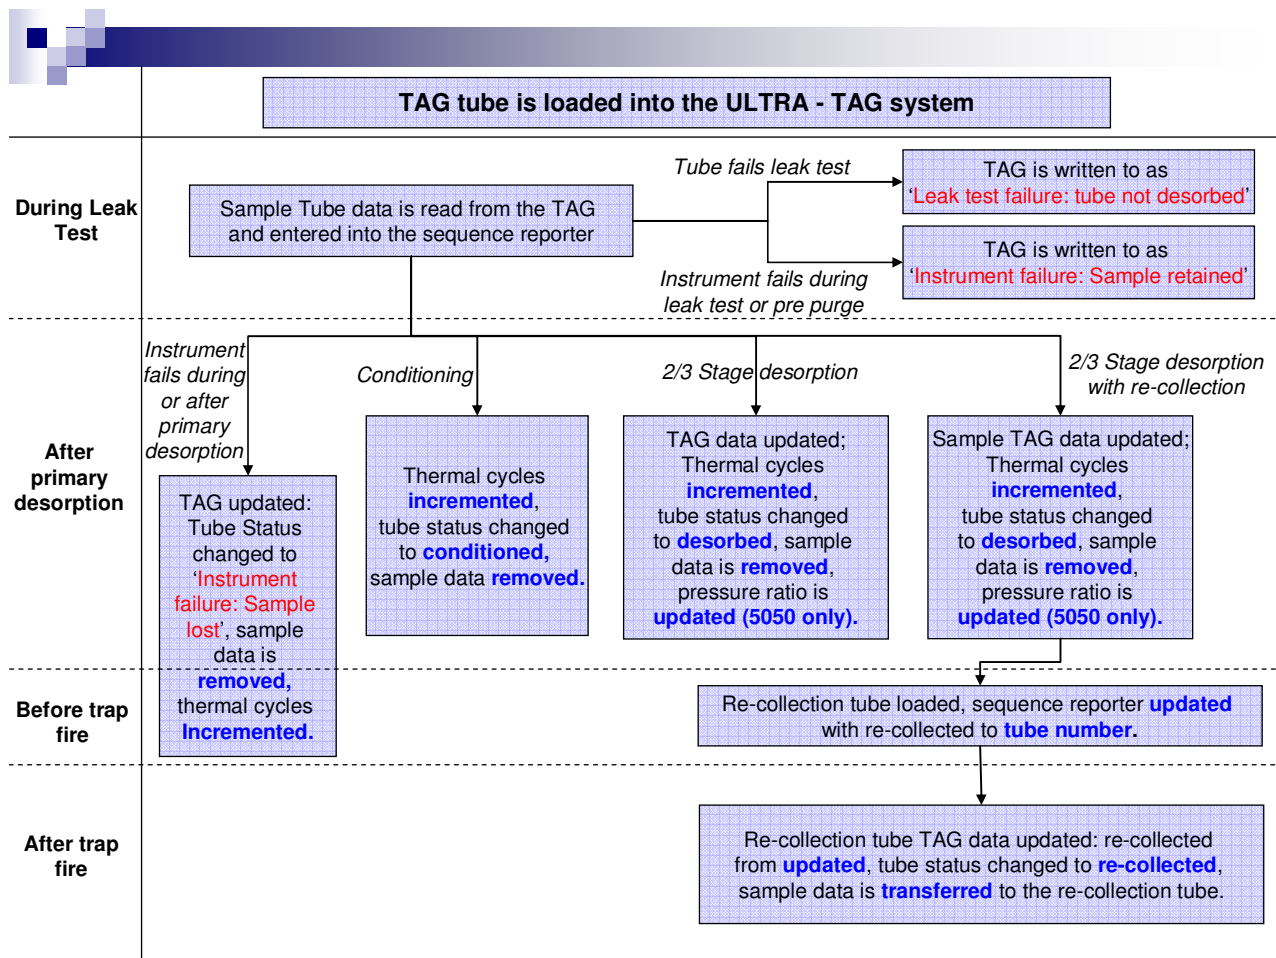 TAG tube is loaded into the ULTRA - TAG system
During Leak
Test
Sample Tube data is read from the TAG
and entered into the sequence reporter
Tube fails leak test
TAG is written to as
‘Leak test failure: tube not desorbed’
Instrument fails during
leak test or pre purge
TAG is written to as
‘Instrument failure: Sample retained’
After
primary
desorption
Instrument
fails during
or after
primary
desorption
TAG updated:
Tube Status
changed to
‘Instrument
failure: Sample
lost’, sample
data is
removed,
thermal cycles
Incremented.
Conditioning
Thermal cycles
incremented,
tube status changed
to conditioned,
sample data removed.
2/3 Stage desorption
TAG data updated;
Thermal cycles
incremented,
tube status changed
to desorbed, sample
data is removed,
pressure ratio is
updated (5050 only).
2/3 Stage desorption
with re-collection
Sample TAG data updated;
Thermal cycles
incremented,
tube status changed
to desorbed, sample
data is removed,
pressure ratio is
updated (5050 only).
Before trap
fire
Re-collection tube loaded, sequence reporter updated
with re-collected to tube number.
After trap
fire
Re-collection tube TAG data updated: re-collected
from updated, tube status changed to re-collected,
sample data is transferred to the re-collection tube.